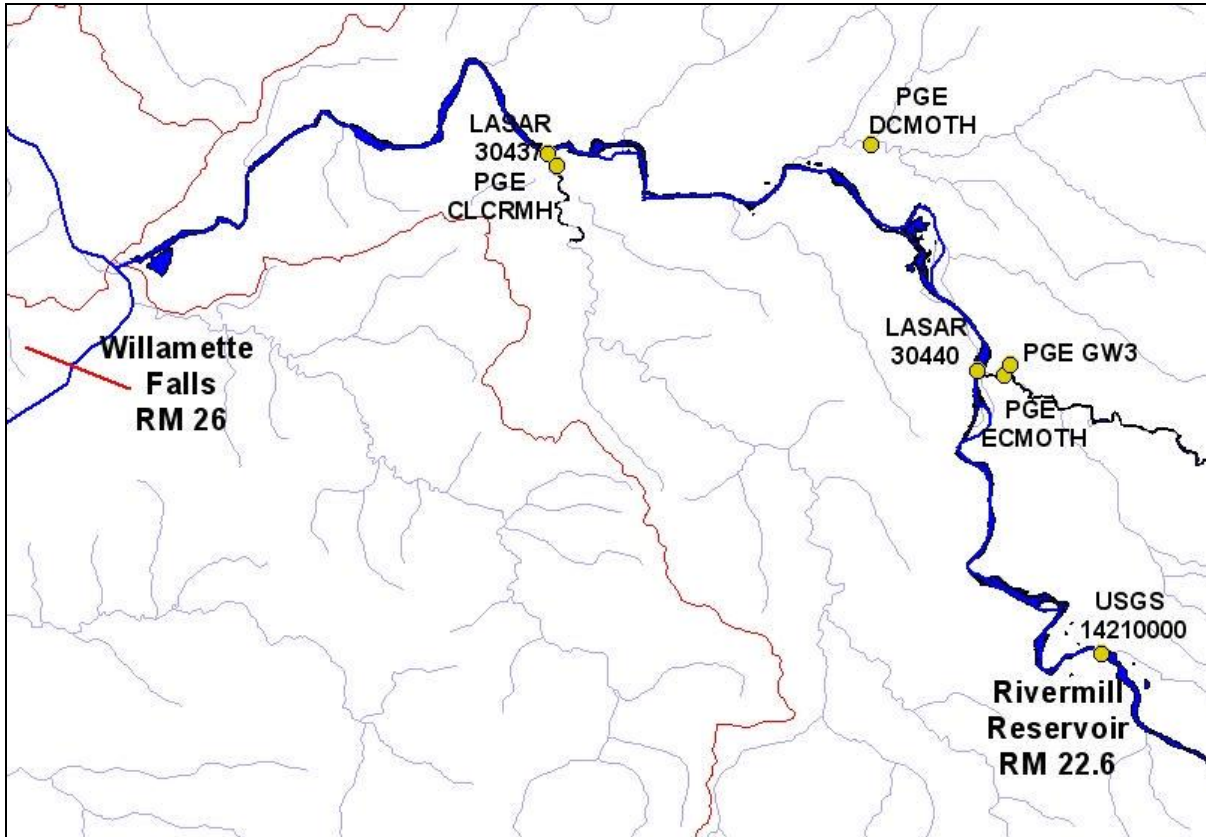 PGE
DCMOTH
LASAR
30437
PGE
CLCRMH
LASAR
30440
PGE GW3
PGE
ECMOTH
Willamette
Falls
RM 26
USGS
14210000
Rivermill
Reservoir
RM 22.6